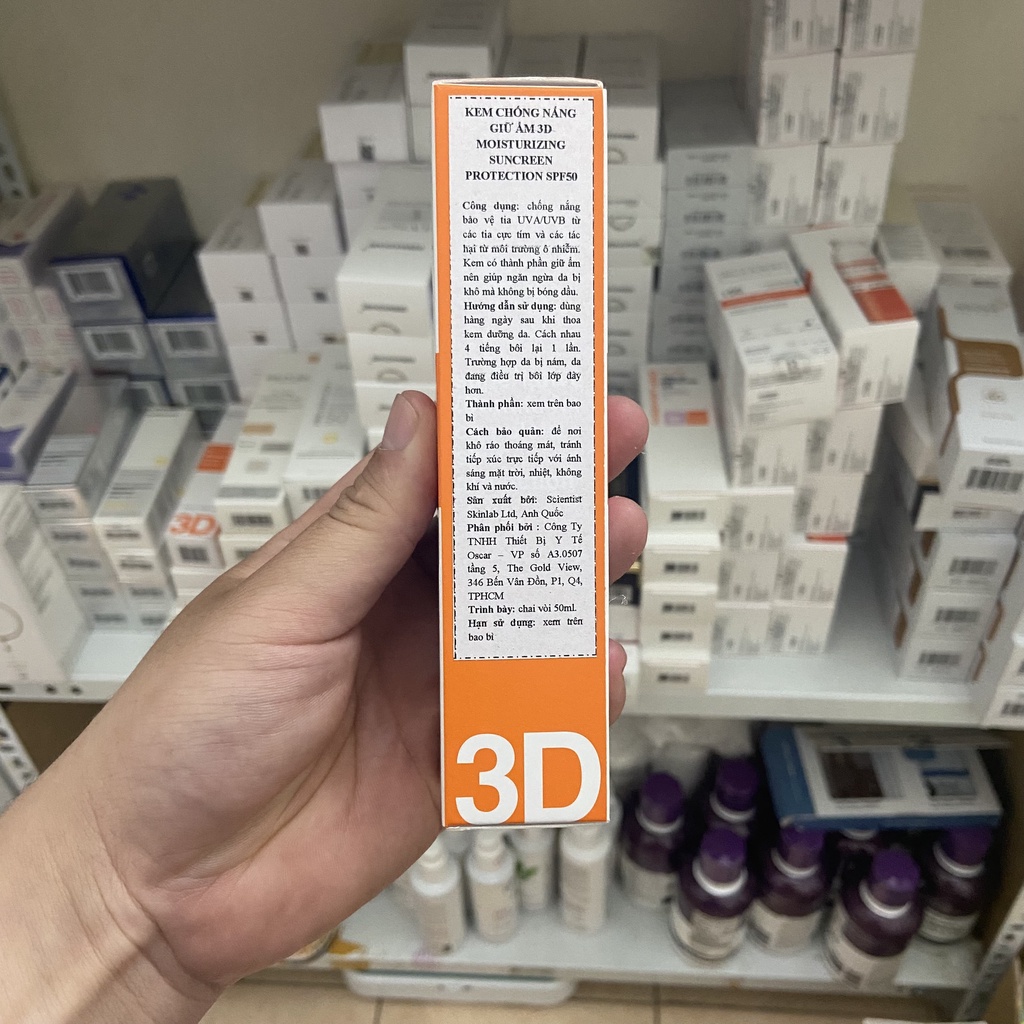 KEM CHỐNG NẮNG
GIỮ ẨM 3D
MOISTURIZING
SUNCREEN
PROTECTION SPF50
Công dụng: chống nắng
bảo vệ tia UVA/UVB từ
các tia cực tím và các tác
hại từ môi trường ô nhiễm.
Kem có thành phần giữ ẩm
nên giúp ngăn ngừa da bị
khô mà không bị bóng dầu.
Hướng dẫn sử dụng: dùng
hàng ngày sau khi thoa
kem dưỡng da. Cách nhau
4 tiếng bôi lại 1 lần.
Trường hợp da bị nám, da
đang điều trị bôi lớp dày
hơn.
Thành phần: xem trên bao
bì
Cách bảo quản: để nơi
khô ráo thoáng mát, tránh
tiếp xúc trực tiếp với ánh
sáng mặt trời, nhiệt, không
khí và nước.
Sản xuất bởi: Scientist
Skinlab Ltd, Anh Quốc
Phân phối bởi : Công Ty
TNHH Thiết Bị Y Tế
Oscar – VP số A3.0507
tầng 5, The Gold View,
346 Bến Vân Đồn, P1, Q4,
TPHCM
Trình bày: chai vòi 50ml.
Hạn sử dụng: xem trên
bao bì
3D
3D